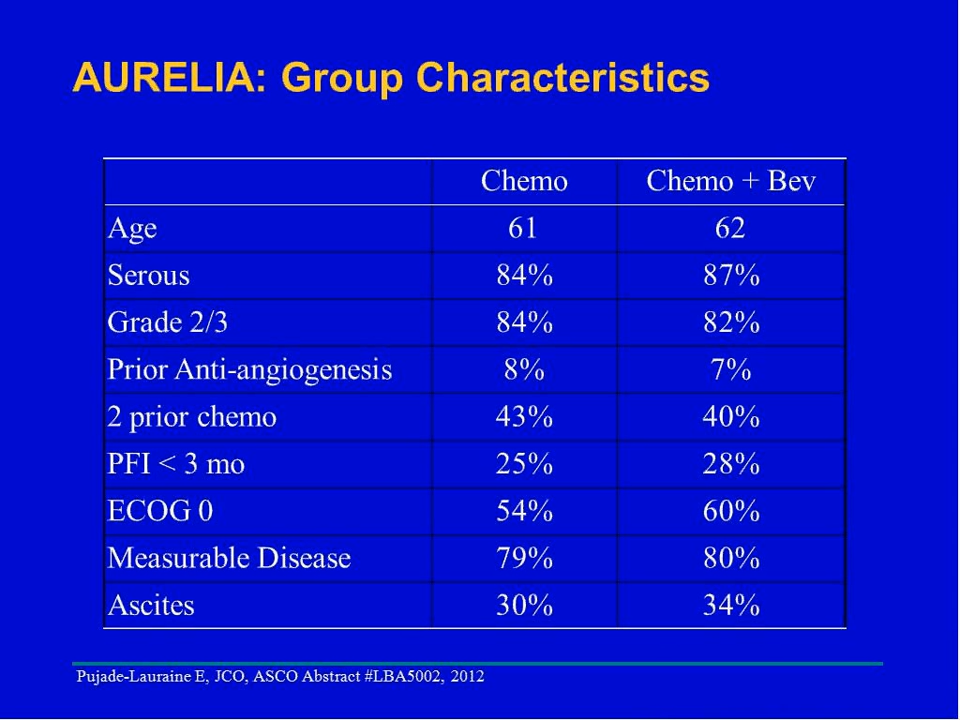 AURELIA: Group Characteristics
Chemo Chemo + Bev
Age 61 62
Serous 84% 87%
Grade 2/3 84% 82%
Prior Anti-angiogenesis 8% 7%
2 prior chemo 43% 40%
PFI < 3 mo 25% 28%
ECOG 0 54% 60%
Measurable Disease 79% 80%
Ascites 30% 34%
Pujade-Lauraine E, JCO, ASCO Abstract #LBA5002, 2012